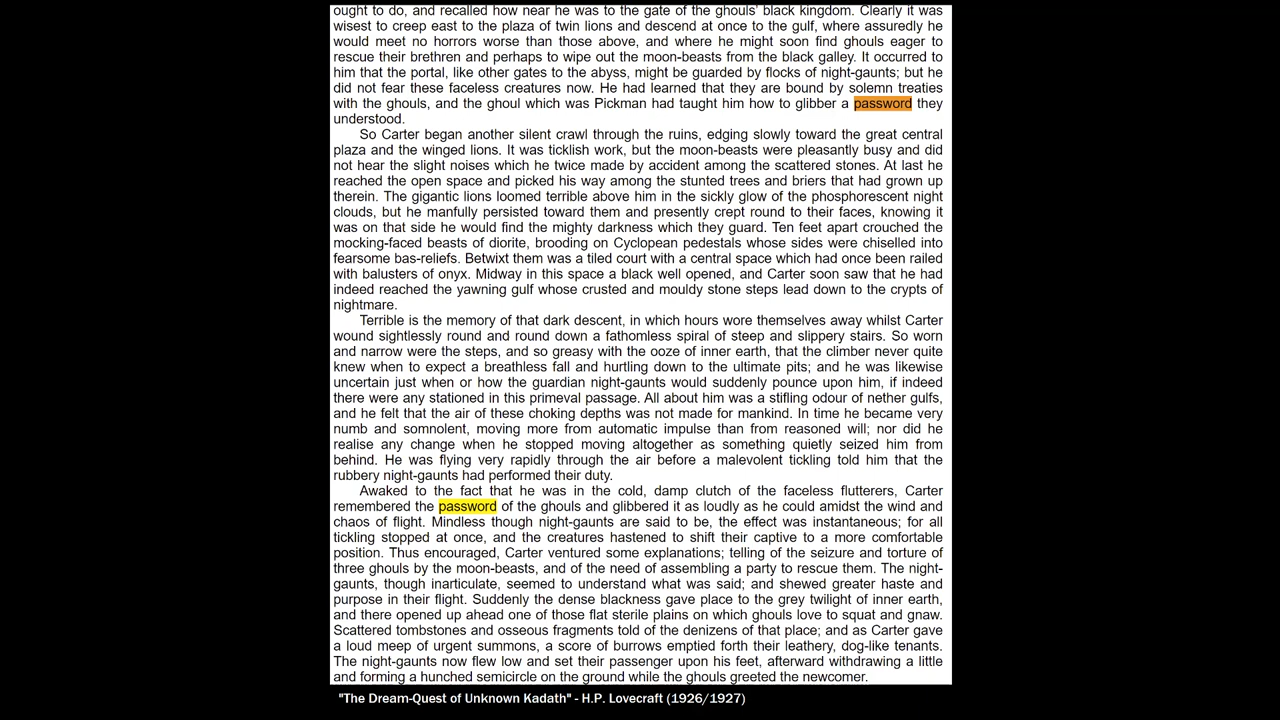 ought to do, and recalled how near he was to the gate of the ghouls' black kingdom. Clearly it was
wisest to creep east to the plaza of twin lions and descend at once to the gulf, where assuredly he
would meet no horrors worse than those above, and where he might soon find ghouls eager to
rescue their brethren and perhaps to wipe out the moon-beasts from the black galley. It occurred to
him that the portal, like other gates to the abyss, might be guarded by flocks of night-gaunts; but he
did not fear these faceless creatures now. He had learned that they are bound by solemn treaties
with the ghouls, and the ghoul which was Pickman had taught him how to glibber a password they
understood.
So Carter began another silent crawl through the ruins, edging slowly toward the great central
plaza and the winged lions. It was ticklish work, but the moon-beasts were pleasantly busy and did
not hear the slight noises which he twice made by accident among the scattered stones. At last he
reached the open space and picked his way among the stunted trees and briers that had grown up
therein. The gigantic lions loomed terrible above him in the sickly glow of the phosphorescent night
clouds, but he manfully persisted toward them and presently crept round to their faces, knowing it
was on that side he would find the mighty darkness which they guard. Ten feet apart crouched the
mocking-faced beasts of diorite, brooding on Cyclopean pedestals whose sides were chiselled into
fearsome bas-reliefs. Betwixt them was a tiled court with a central space which had once been railed
with balusters of onyx. Midway in this space a black well opened, and Carter soon saw that he had
indeed reached the yawning gulf whose crusted and mouldy stone steps lead down to the crypts of
nightmare.
Terrible is the memory of that dark descent, in which hours wore themselves away whilst Carter
wound sightlessly round and round down a fathomless spiral of steep and slippery stairs. So worn
and narrow were the steps, and so greasy with the ooze of inner earth, that the climber never quite
knew when to expect a breathless fall and hurtling down to the ultimate pits; and he was likewise
uncertain just when or how the guardian night-gaunts would suddenly pounce upon him, if indeed
there were any stationed in this primeval passage. All about him was a stifling odour of nether gulfs,
and he felt that the air of these choking depths was not made for mankind. In time he became very
numb and somnolent, moving more from automatic impulse than from reasoned will; nor did he
realise any change when he stopped moving altogether as something quietly seized him from
behind. He was flying very rapidly through the air before a malevolent tickling told him that the
rubbery night-gaunts had performed their duty.
Awaked to the fact that he was in the cold, damp clutch of the faceless flutterers, Carter
remembered the password of the ghouls and glibbered it as loudly as he could amidst the wind and
chaos of flight. Mindless though night-gaunts are said to be, the effect was instantaneous; for all
tickling stopped at once, and the creatures hastened to shift their captive to a more comfortable
position. Thus encouraged, Carter ventured some explanations; telling of the seizure and torture of
three ghouls by the moon-beasts, and of the need of assembling a party to rescue them. The night-
gaunts, though inarticulate, seemed to understand what was said; and shewed greater haste and
purpose in their flight. Suddenly the dense blackness gave place to the grey twilight of inner earth,
and there opened up ahead one of those flat sterile plains on which ghouls love to squat and gnaw.
Scattered tombstones and osseous fragments told of the denizens of that place; and as Carter gave
a loud meep of urgent summons, a score of burrows emptied forth their leathery, dog-like tenants.
The night-gaunts now flew low and set their passenger upon his feet, afterward withdrawing a little
and forming a hunched semicircle on the ground while the ghouls greeted the newcomer.
"The Dream-Quest of Unknown Kadath" - H.P. Lovecraft (1926/1927)